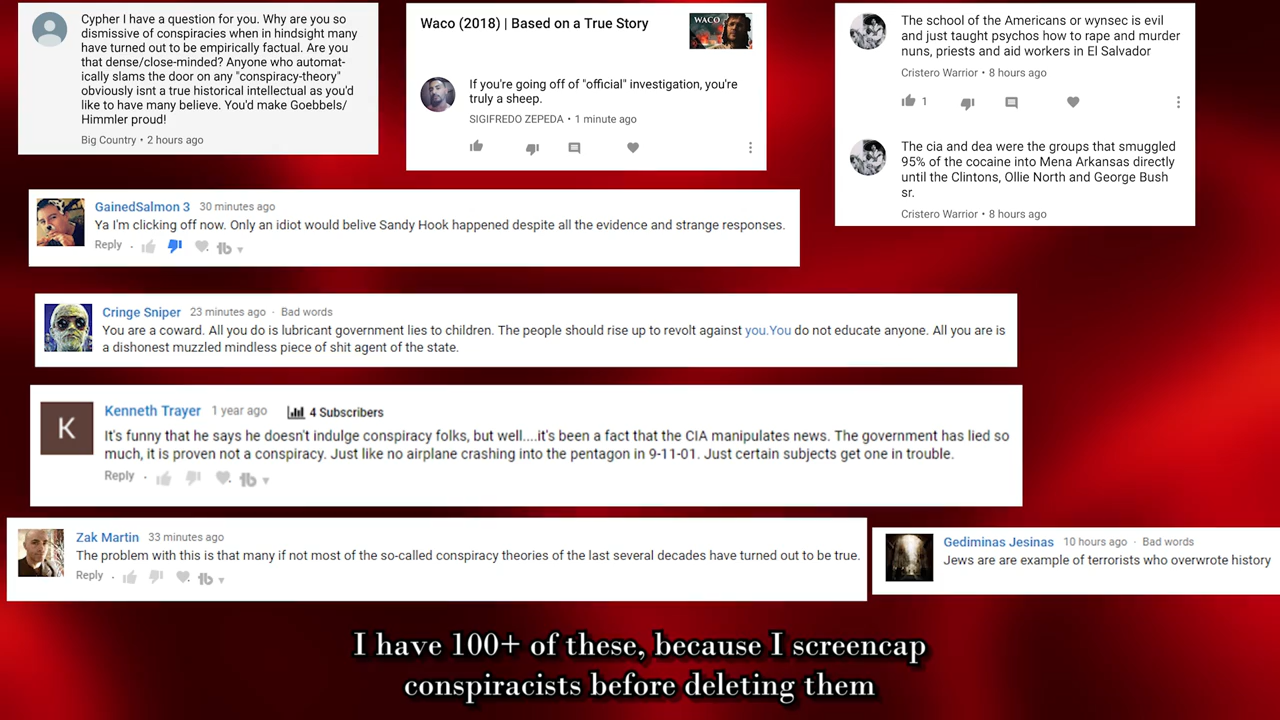 Cypher I have a question for you. Why are you so
dismissive of conspiracies when in hindsight many
have turned out to be empirically factual. Are you
that dense/close-minded? Anyone who automat-
ically slams the door on any "conspiracy-theory"
obviously isnt a true historical intellectual as you'd
like to have many believe. You'd make Goebbels/
Himmler proud!
Big Country • 2 hours ago
Waco (2018) | Based on a True Story
WACO
If you're going off of "official" investigation, you're
truly a sheep.
SIGIFREDO ZEPEDA • 1 minute ago
The school of the Americans or wynsec is evil
and just taught psychos how to rape and murder
nuns, priests and aid workers in El Salvador
Cristero Warrior • 8 hours ago
1
The cia and dea were the groups that smuggled
95% of the cocaine into Mena Arkansas directly
until the Clintons, Ollie North and George Bush
sr.
Cristero Warrior • 8 hours ago
GainedSalmon 3 30 minutes ago
Ya I'm clicking off now. Only an idiot would belive Sandy Hook happened despite all the evidence and strange responses.
Reply · tb
Cringe Sniper 23 minutes ago · Bad words
You are a coward. All you do is lubricant government lies to children. The people should rise up to revolt against you.You do not educate anyone. All you are is
a dishonest muzzled mindless piece of shit agent of the state.
K
Kenneth Trayer 1 year ago 4 Subscribers
It's funny that he says he doesn't indulge conspiracy folks, but well....it's been a fact that the CIA manipulates news. The government has lied so
much, it is proven not a conspiracy. Just like no airplane crashing into the pentagon in 9-11-01. Just certain subjects get one in trouble.
Reply · tb
Zak Martin 33 minutes ago
The problem with this is that many if not most of the so-called conspiracy theories of the last several decades have turned out to be true.
Reply · tb
Gediminas Jesinas 10 hours ago · Bad words
Jews are are example of terrorists who overwrote history
I have 100+ of these, because I screencap
conspiracists before deleting them